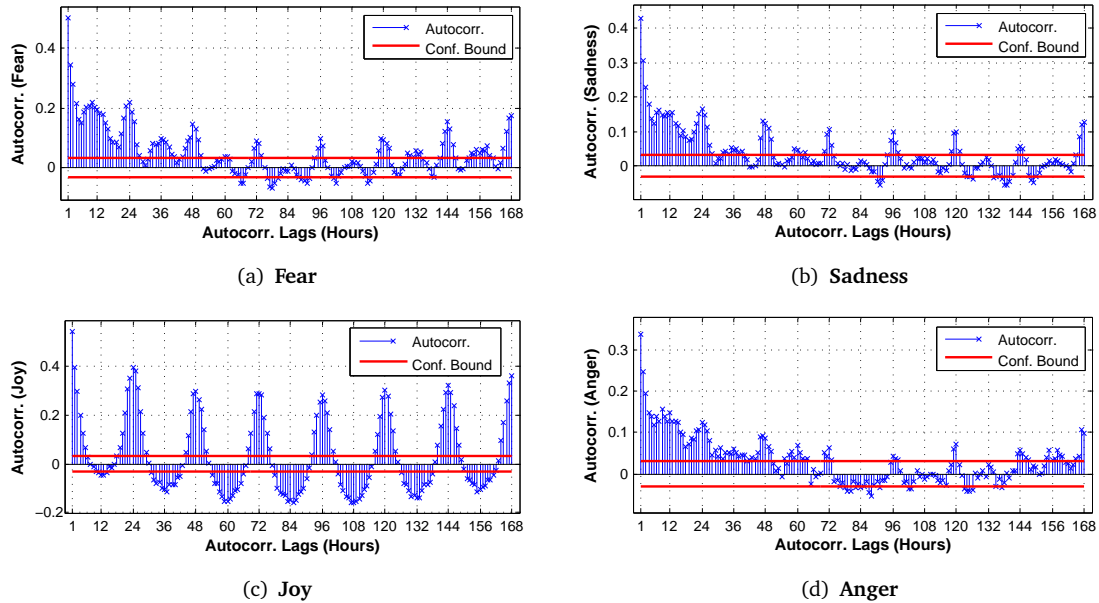 Autocorr. (Fear)
0.4
0.2
0
Autocorr.
Conf. Bound
1 12 24 36 48 60 72 84 96 108 120 132 144 156 168
Autocorr. Lags (Hours)
(a) Fear
Autocorr. (Sadness)
0.4
0.3
0.2
0.1
0
Autocorr.
Conf. Bound
1 12 24 36 48 60 72 84 96 108 120 132 144 156 168
Autocorr. Lags (Hours)
(b) Sadness
Autocorr. (Joy)
0.4
0.2
0
−0.2
Autocorr.
Conf. Bound
1 12 24 36 48 60 72 84 96 108 120 132 144 156 168
Autocorr. Lags (Hours)
(c) Joy
Autocorr. (Anger)
0.3
0.2
0.1
0
Autocorr.
Conf. Bound
1 12 24 36 48 60 72 84 96 108 120 132 144 156 168
Autocorr. Lags (Hours)
(d) Anger